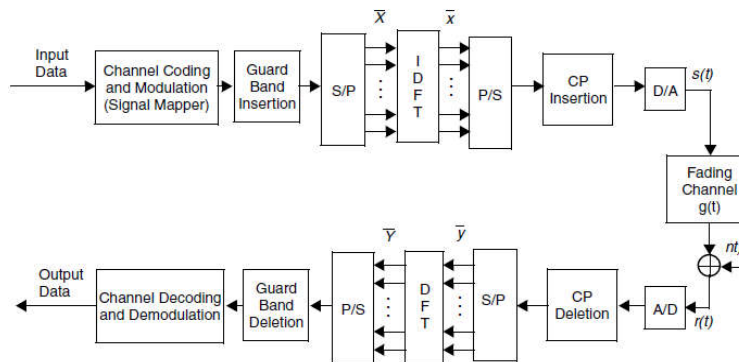 X̅
x̅
Input
Data
Channel Coding
and Modulation
(Signal Mapper)
Guard
Band
Insertion
S/P
I
D
F
T
P/S
CP
Insertion
D/A
s(t)
Fading
Channel
g(t)
Y̅
y̅
nt
Output
Data
Channel Decoding
and Demodulation
Guard
Band
Deletion
P/S
D
F
T
S/P
CP
Deletion
A/D
r(t)